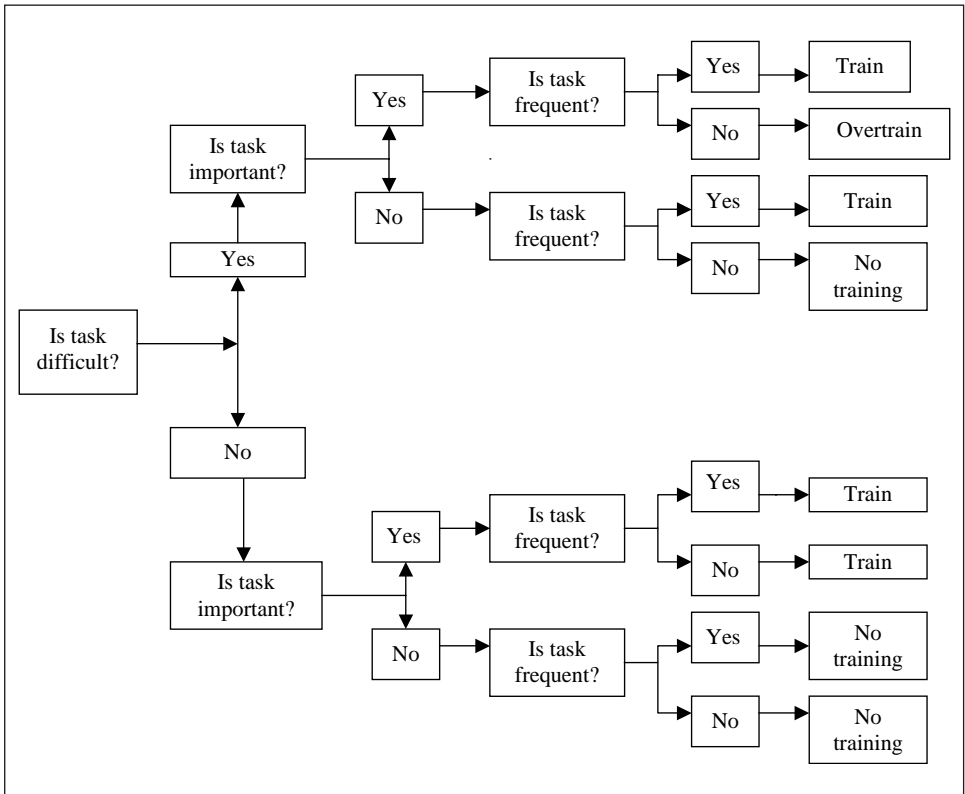 Is task
difficult?
Yes
Is task
important?
Yes
Is task
frequent?
Yes
Train
No
Overtrain
No
Is task
frequent?
Yes
Train
No
No
training
No
Is task
important?
Yes
Is task
frequent?
Yes
Train
No
Train
No
Is task
frequent?
Yes
No
training
No
No
training